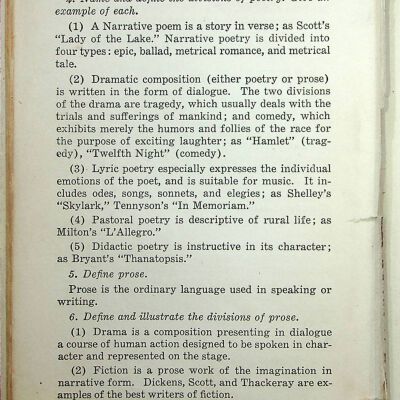 4. Name and define the divisions of poetry. Give an
example of each.
(1) A Narrative poem is a story in verse; as Scott's
"Lady of the Lake." Narrative poetry is divided into
four types: epic, ballad, metrical romance, and metrical
tale.
(2) Dramatic composition (either poetry or prose)
is written in the form of dialogue. The two divisions
of the drama are tragedy, which usually deals with the
trials and sufferings of mankind; and comedy, which
exhibits merely the humors and follies of the race for
the purpose of exciting laughter; as "Hamlet" (trag-
edy), "Twelfth Night" (comedy).
(3) Lyric poetry especially expresses the individual
emotions of the poet, and is suitable for music. It in-
cludes odes, songs, sonnets, and elegies; as Shelley's
"Skylark," Tennyson's "In Memoriam."
(4) Pastoral poetry is descriptive of rural life; as
Milton's "L'Allegro."
(5) Didactic poetry is instructive in its character;
as Bryant's "Thanatopsis."
5. Define prose.
Prose is the ordinary language used in speaking or
writing.
6. Define and illustrate the divisions of prose.
(1) Drama is a composition presenting in dialogue
a course of human action designed to be spoken in char-
acter and represented on the stage.
(2) Fiction is a prose work of the imagination in
narrative form. Dickens, Scott, and Thackeray are ex-
amples of the best writers of fiction.